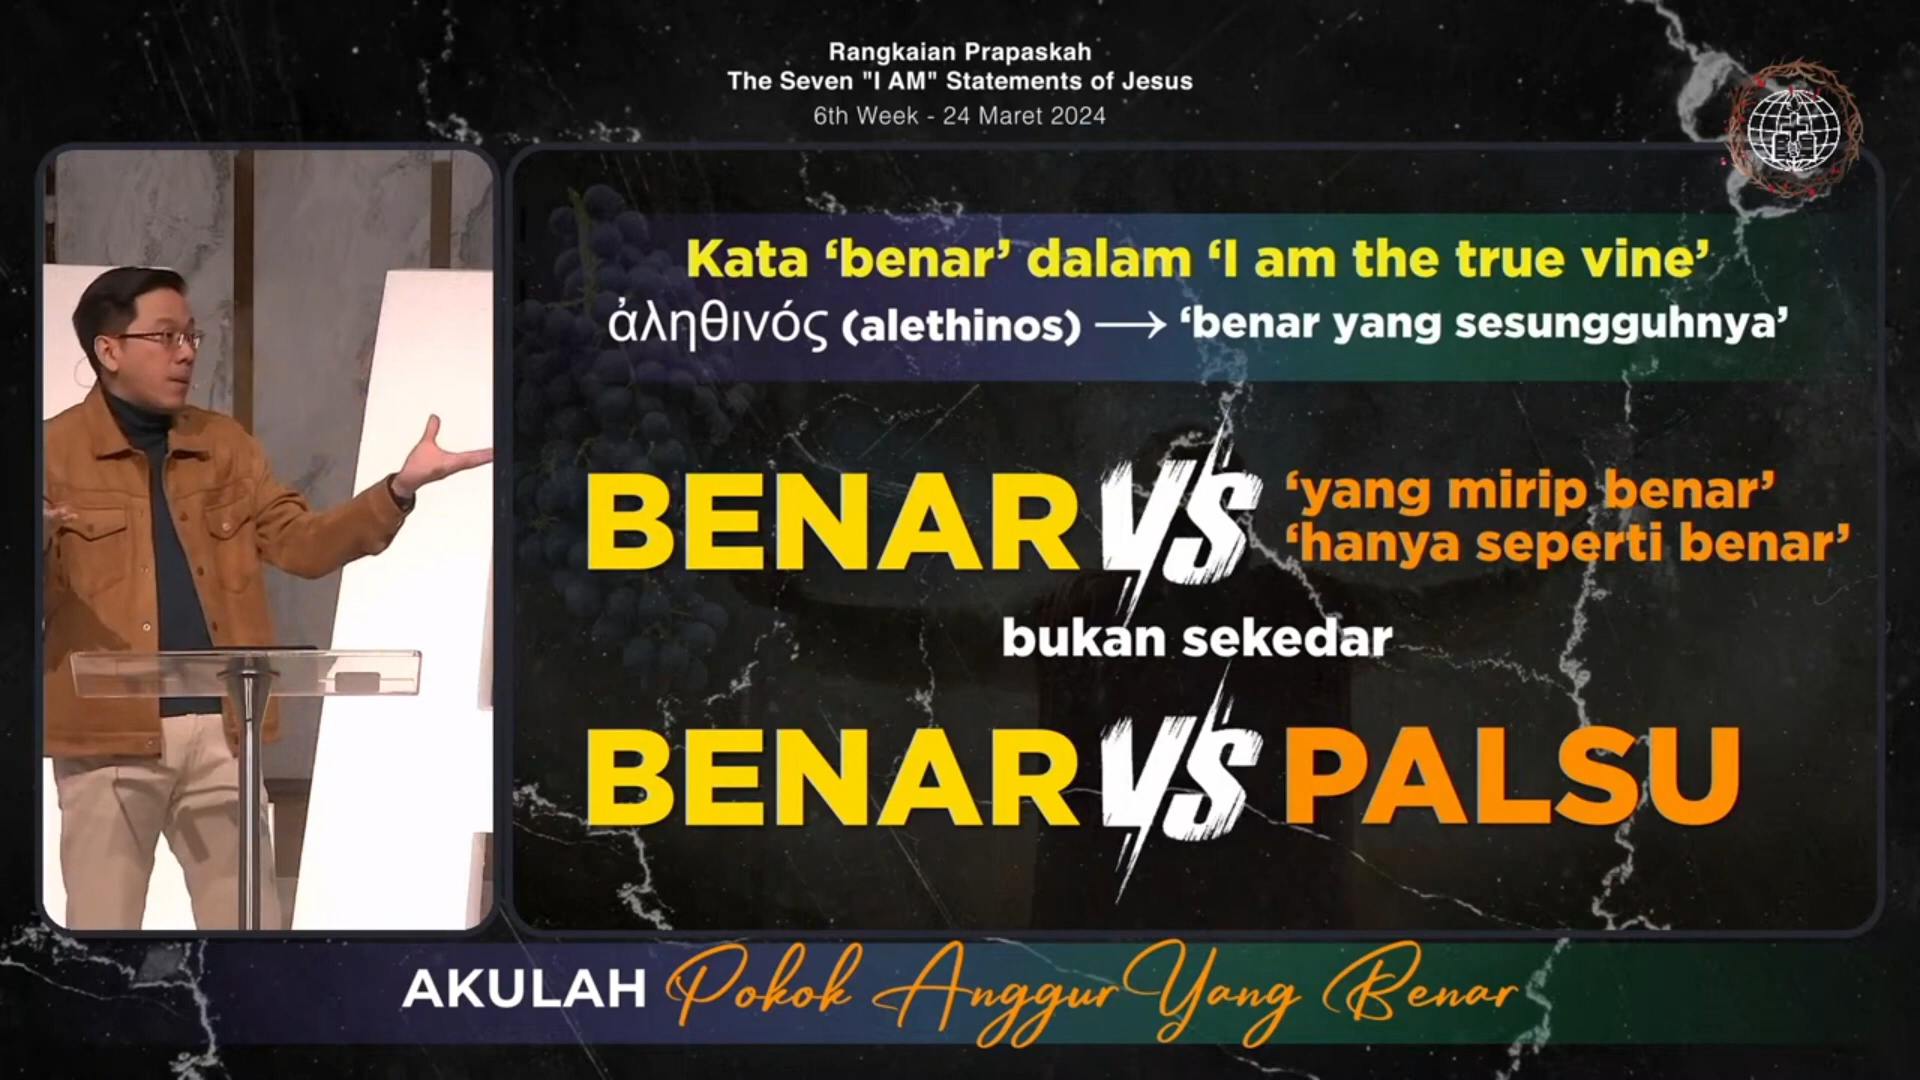 Rangkaian Prapaskah
The Seven "I AM" Statements of Jesus
6th Week - 24 Maret 2024
Kata ‘benar’ dalam ‘I am the true vine’
ἀληθινός (alethinos) ⟶ ‘benar yang sesungguhnya’
BENAR VS ‘yang mirip benar’
‘hanya seperti benar’
bukan sekedar
BENAR VS PALSU
AKULAH Pokok Anggur Yang Benar